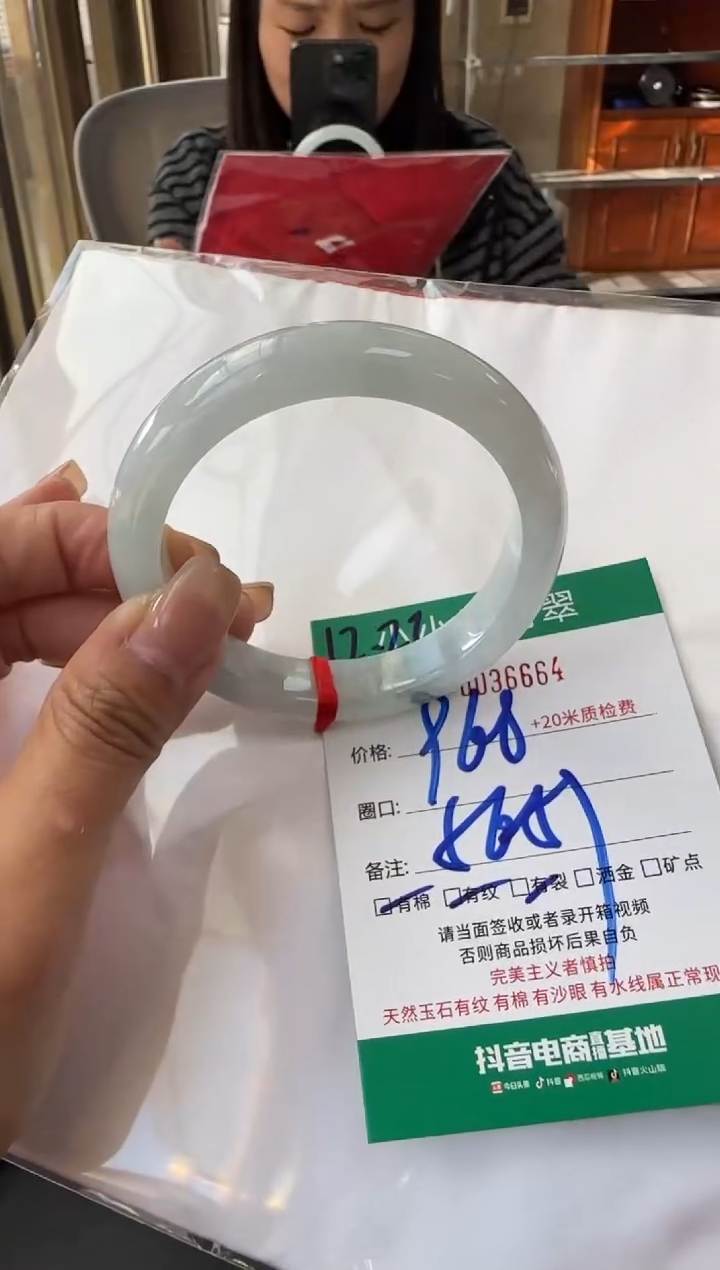 翠
0036664
价格: 968 +20米质检费
圈口:
备注:
□有棉 □有纹 □有裂 □洒金 □矿点
请当面签收或者录开箱视频
否则商品损坏后果自负
完美主义者慎拍
天然玉石有纹有棉有沙眼有水线属正常现
抖音电商直播基地
今日头条 抖音 西瓜视频 抖音火山版